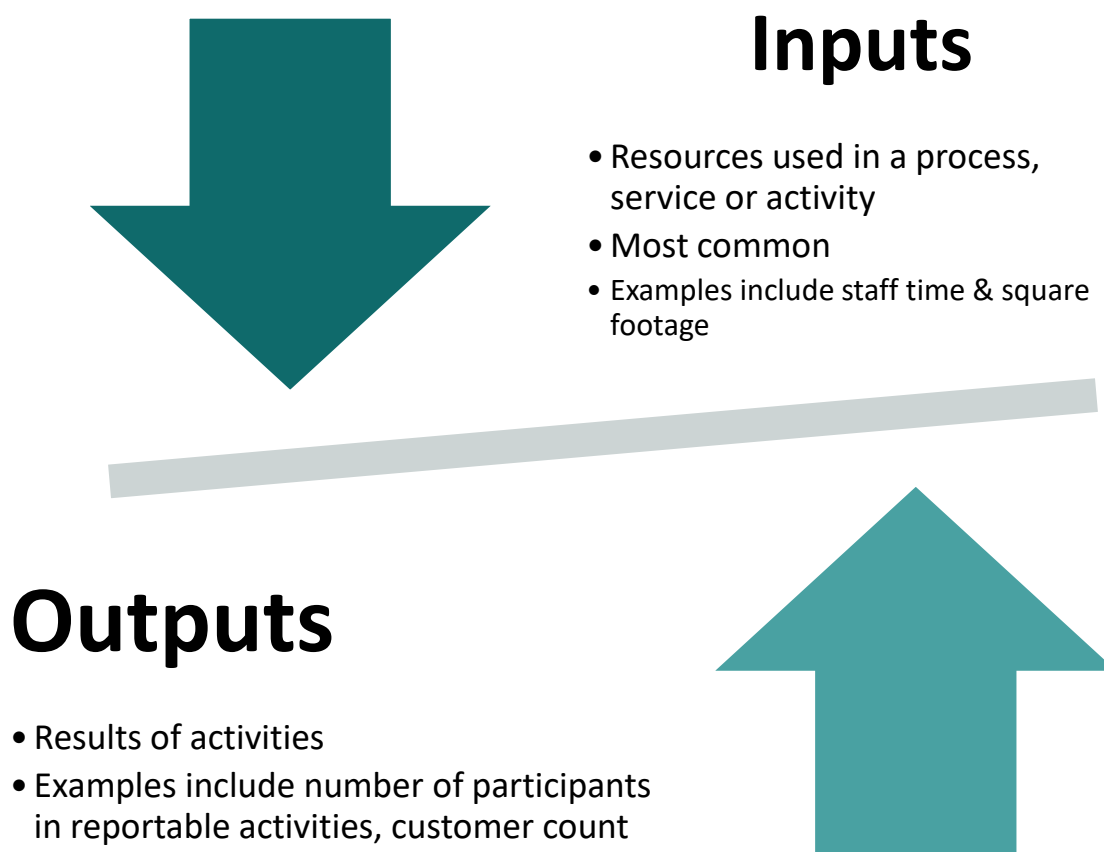 Inputs
• Resources used in a process,
service or activity
• Most common
• Examples include staff time & square
footage
Outputs
• Results of activities
• Examples include number of participants
in reportable activities, customer count